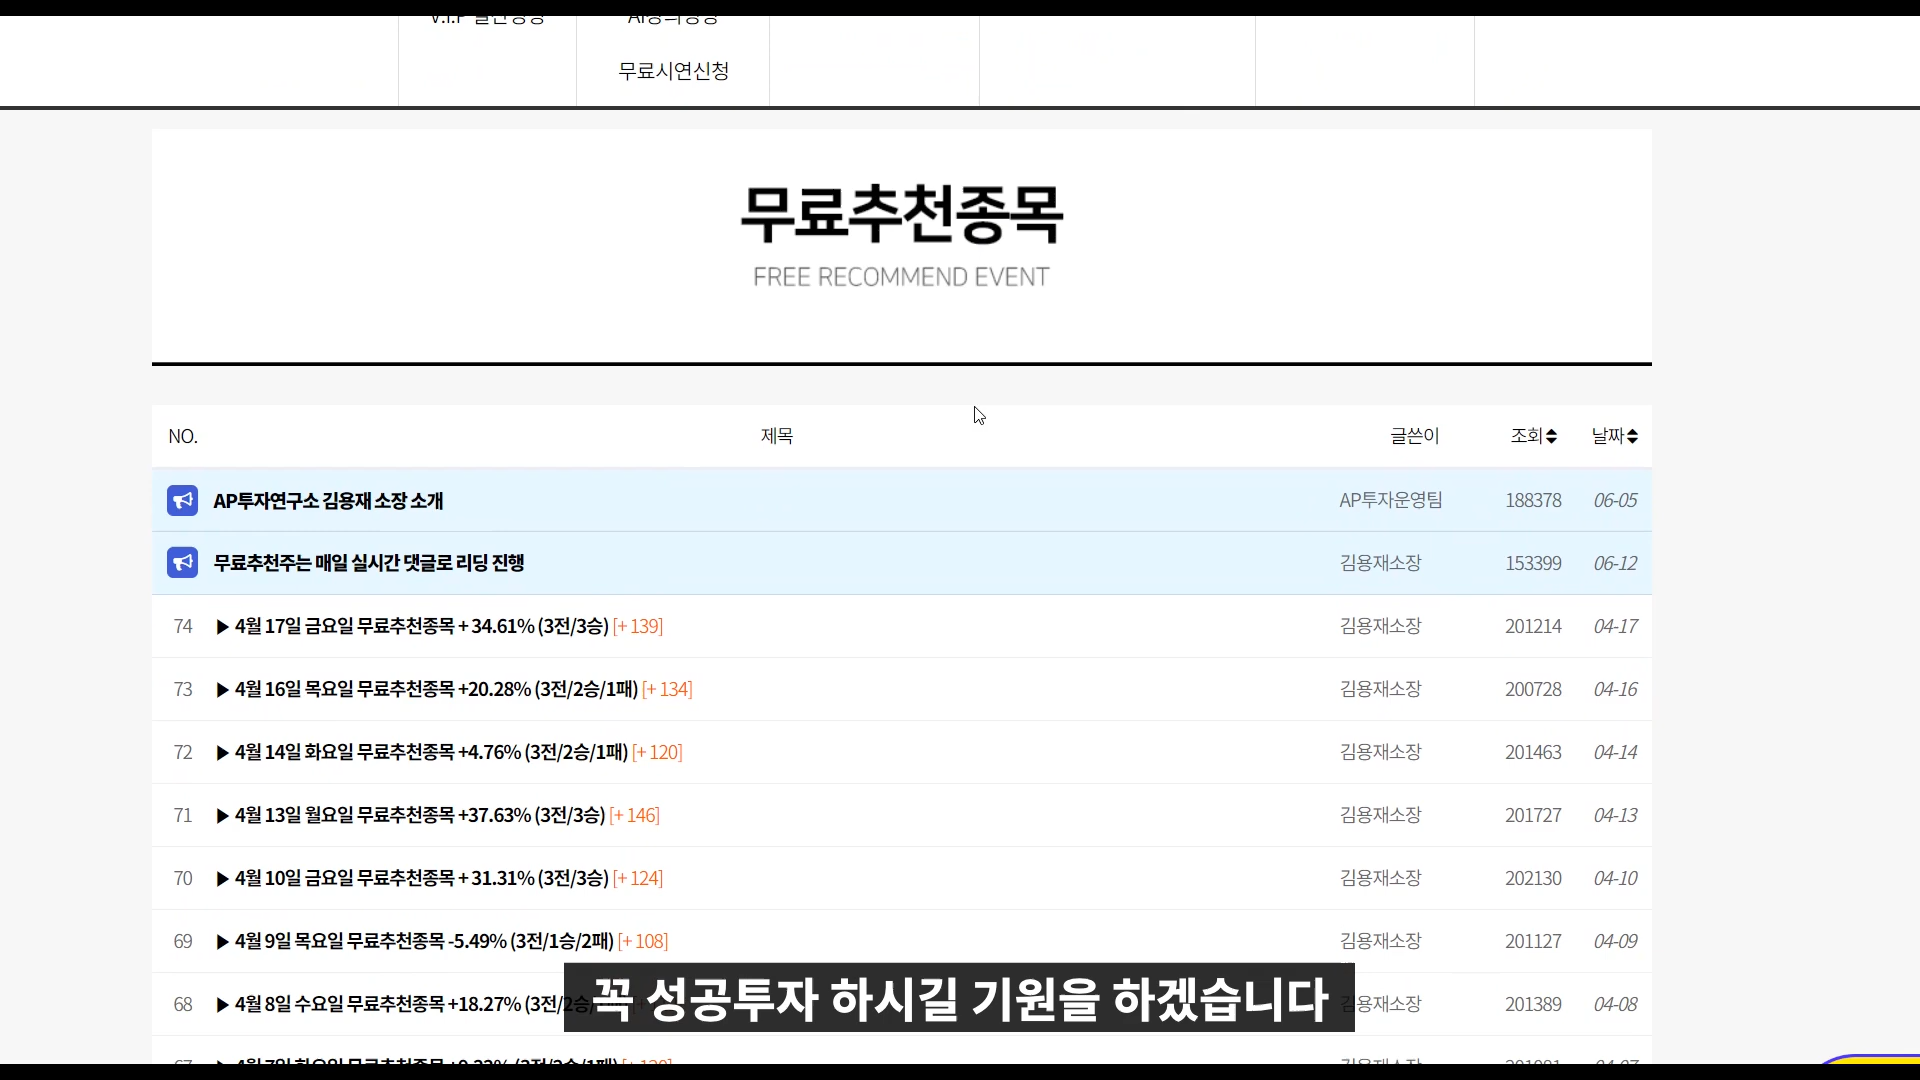 무료시연신청
무료추천종목
FREE RECOMMEND EVENT
NO. 제목 글쓴이 조회 날짜
AP투자연구소 김용재 소장 소개 AP투자운영팀 188378 06-05
무료추천주는 매일 실시간 댓글로 리딩 진행 김용재소장 153399 06-12
74 ▶ 4월 17일 금요일 무료추천종목 + 34.61% (3전/3승) [+ 139] 김용재소장 201214 04-17
73 ▶ 4월 16일 목요일 무료추천종목 +20.28% (3전/2승/1패) [+ 134] 김용재소장 200728 04-16
72 ▶ 4월 14일 화요일 무료추천종목 +4.76% (3전/2승/1패) [+ 120] 김용재소장 201463 04-14
71 ▶ 4월 13일 월요일 무료추천종목 +37.63% (3전/3승) [+ 146] 김용재소장 201727 04-13
70 ▶ 4월 10일 금요일 무료추천종목 + 31.31% (3전/3승) [+ 124] 김용재소장 202130 04-10
69 ▶ 4월 9일 목요일 무료추천종목 -5.49% (3전/1승/2패) [+ 108] 김용재소장 201127 04-09
68 ▶ 4월 8일 수요일 무료추천종목 +18.27% (3전/2승 김용재소장 201389 04-08
꼭 성공투자 하시길 기원을 하겠습니다